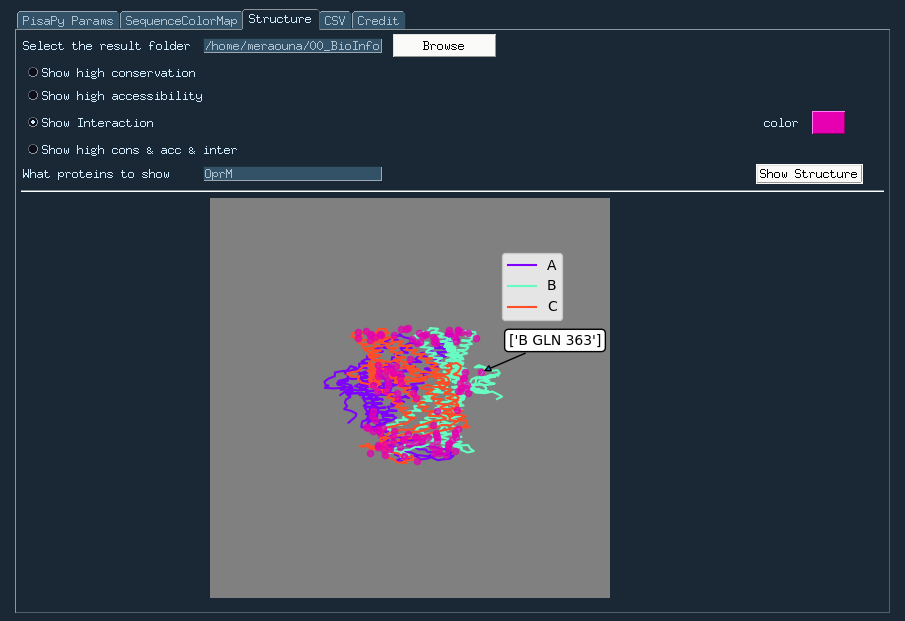 PisaPy Params SequenceColorMap Structure CSV Credit
Select the result folder /home/meraouna/00_BioInfo Browse
Show high conservation
Show high accessibility
Show Interaction color
Show high cons & acc & inter
What proteins to show OprM Show Structure
A
B
C
['B GLN 363']